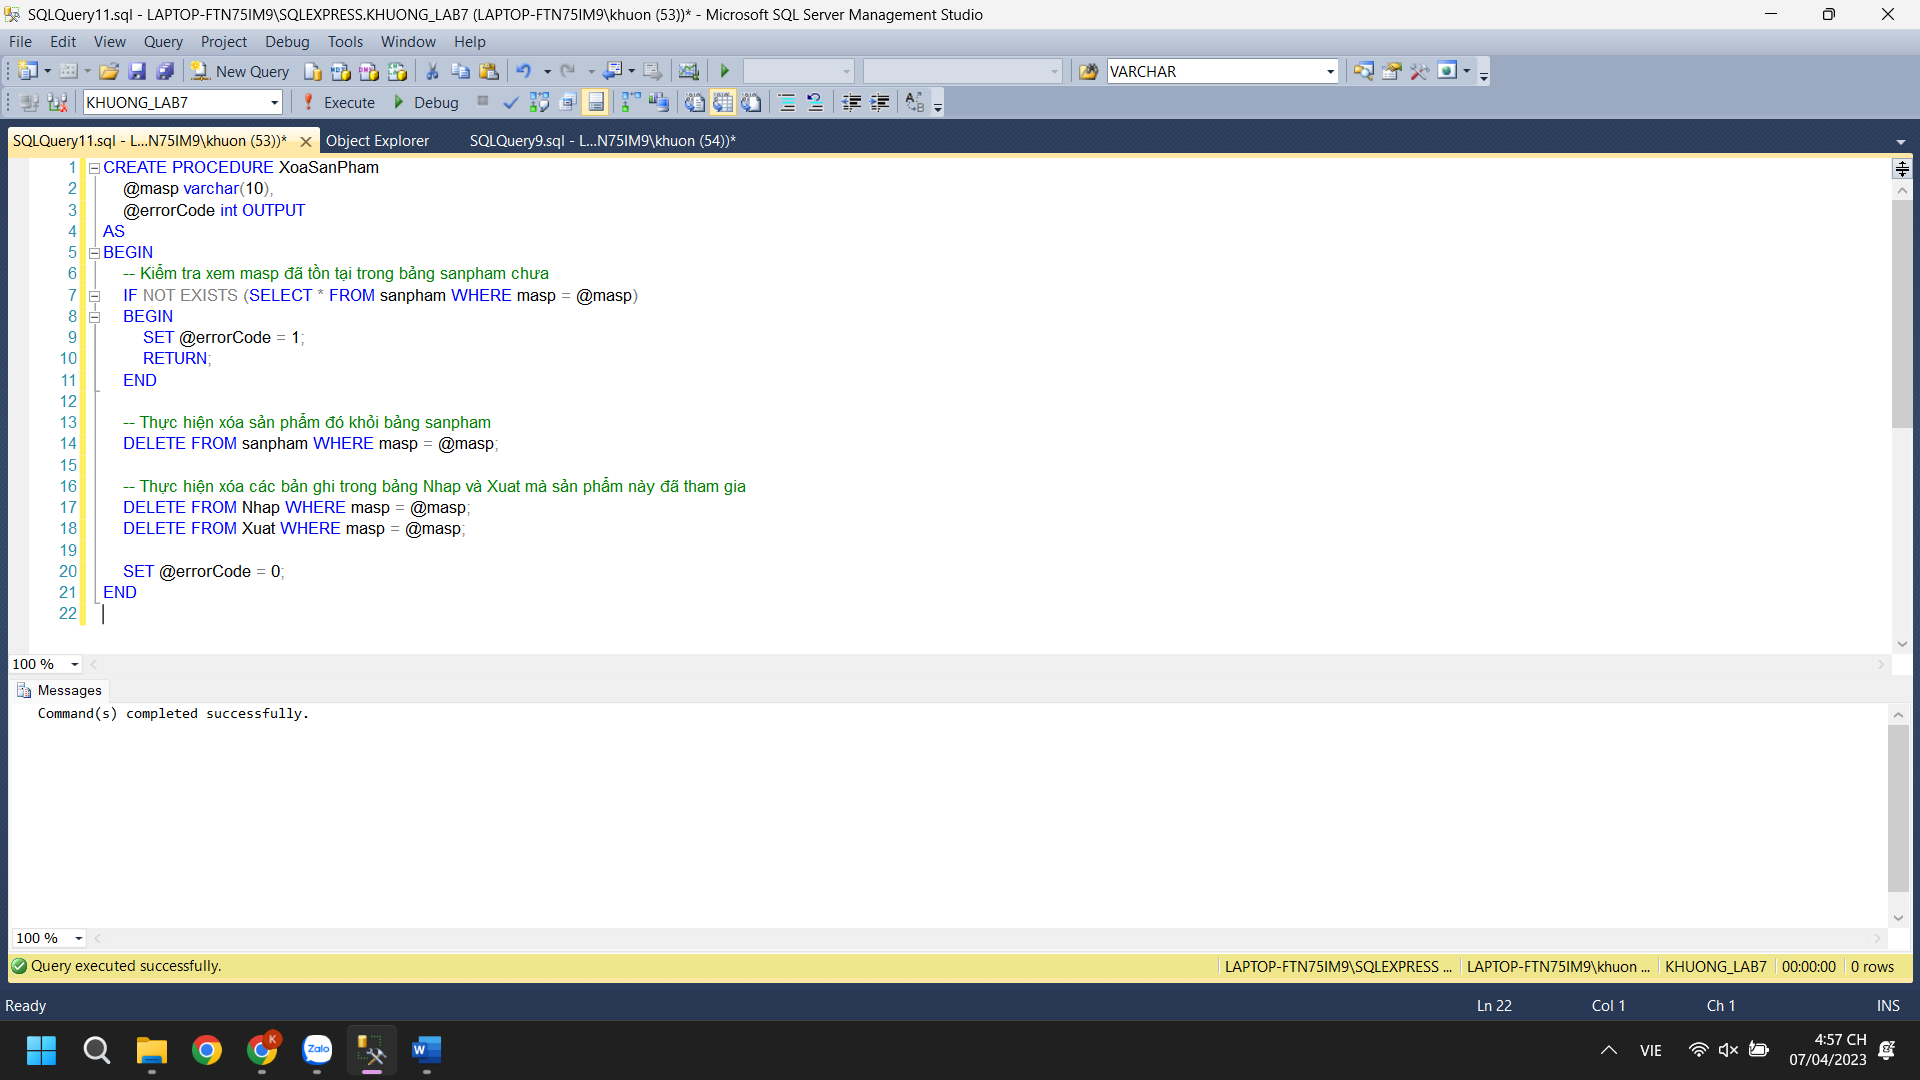 SQLQuery11.sql - LAPTOP-FTN75IM9\SQLEXPRESS.KHUONG_LAB7 (LAPTOP-FTN75IM9\khuon (53))* - Microsoft SQL Server Management Studio
File Edit View Query Project Debug Tools Window Help
New Query VARCHAR
KHUONG_LAB7 Execute Debug
SQLQuery11.sql - L...N75IM9\khuon (53))* Object Explorer SQLQuery9.sql - L...N75IM9\khuon (54))*
1 CREATE PROCEDURE XoaSanPham
2 @masp varchar(10),
3 @errorCode int OUTPUT
4 AS
5 BEGIN
6 -- Kiểm tra xem masp đã tồn tại trong bảng sanpham chưa
7 IF NOT EXISTS (SELECT * FROM sanpham WHERE masp = @masp)
8 BEGIN
9 SET @errorCode = 1;
10 RETURN;
11 END
12
13 -- Thực hiện xóa sản phẩm đó khỏi bảng sanpham
14 DELETE FROM sanpham WHERE masp = @masp;
15
16 -- Thực hiện xóa các bản ghi trong bảng Nhap và Xuat mà sản phẩm này đã tham gia
17 DELETE FROM Nhap WHERE masp = @masp;
18 DELETE FROM Xuat WHERE masp = @masp;
19
20 SET @errorCode = 0;
21 END
22
100 %
Messages
Command(s) completed successfully.
100 %
Query executed successfully. LAPTOP-FTN75IM9\SQLEXPRESS ... LAPTOP-FTN75IM9\khuon ... KHUONG_LAB7 00:00:00 0 rows
Ready Ln 22 Col 1 Ch 1 INS
K Zalo W VIE 4:57 CH
07/04/2023